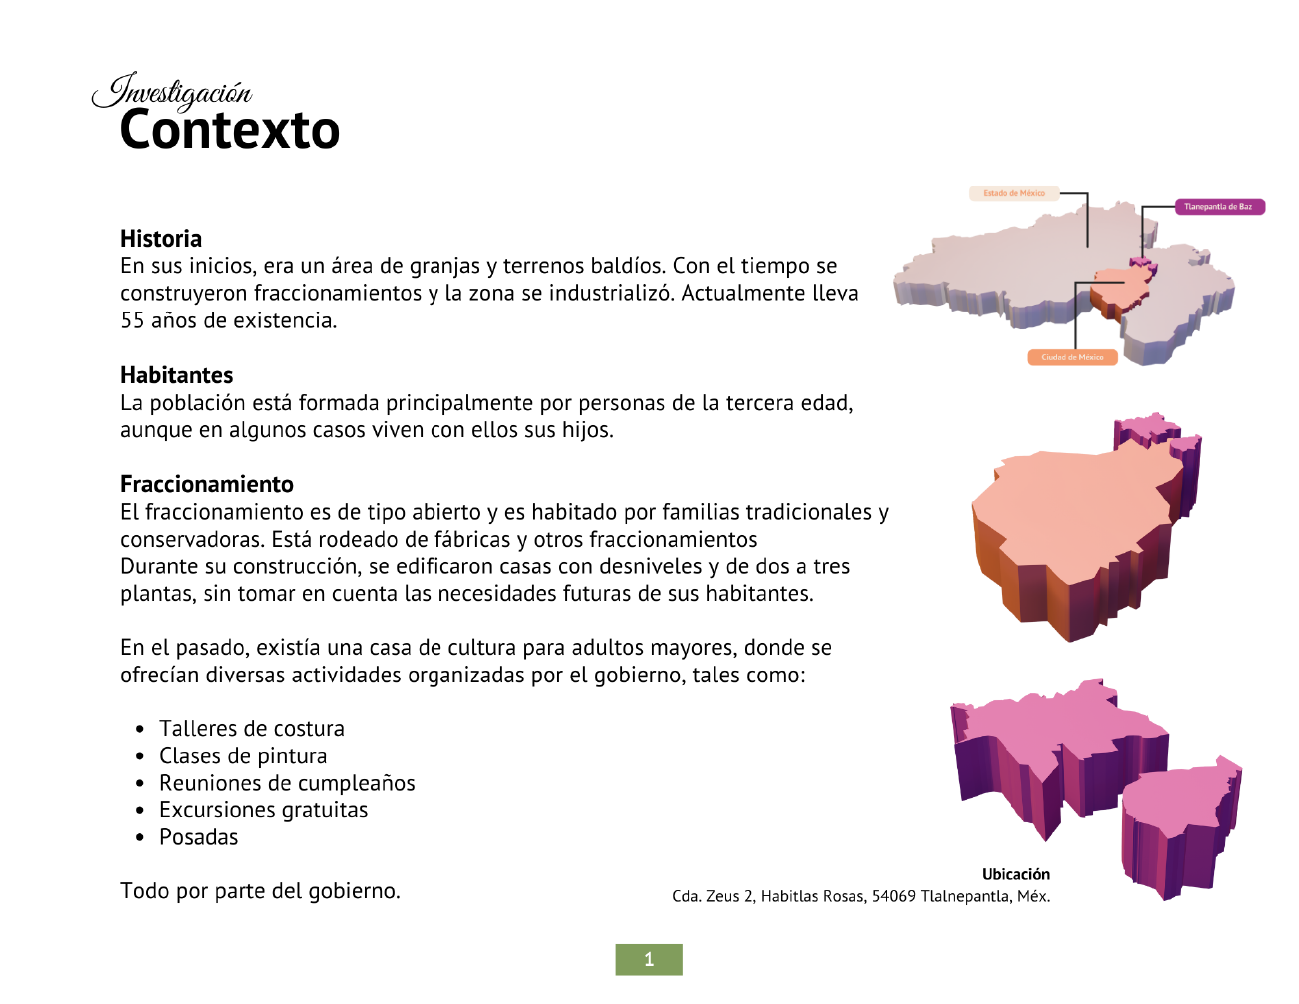 Investigación
Contexto
Estado de México
Tlanepantla de Baz
Ciudad de México
Historia
En sus inicios, era un área de granjas y terrenos baldíos. Con el tiempo se
construyeron fraccionamientos y la zona se industrializó. Actualmente lleva
55 años de existencia.
Habitantes
La población está formada principalmente por personas de la tercera edad,
aunque en algunos casos viven con ellos sus hijos.
Fraccionamiento
El fraccionamiento es de tipo abierto y es habitado por familias tradicionales y
conservadoras. Está rodeado de fábricas y otros fraccionamientos
Durante su construcción, se edificaron casas con desniveles y de dos a tres
plantas, sin tomar en cuenta las necesidades futuras de sus habitantes.
En el pasado, existía una casa de cultura para adultos mayores, donde se
ofrecían diversas actividades organizadas por el gobierno, tales como:
• Talleres de costura
• Clases de pintura
• Reuniones de cumpleaños
• Excursiones gratuitas
• Posadas
Todo por parte del gobierno.
Ubicación
Cda. Zeus 2, Habitlas Rosas, 54069 Tlalnepantla, Méx.
1